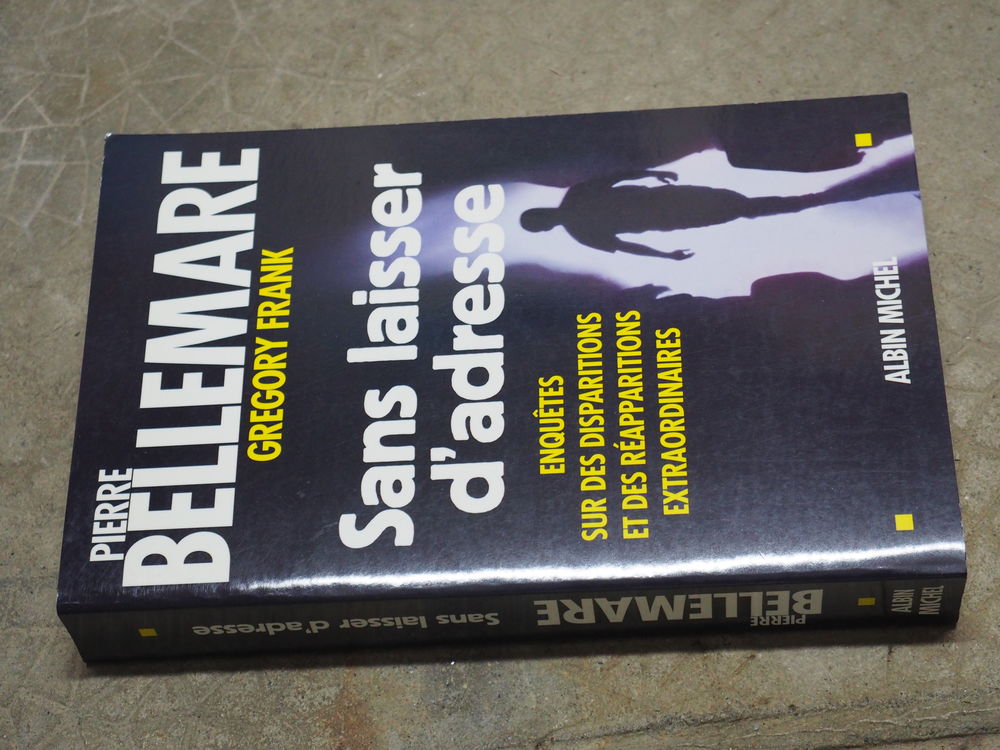 PIERRE
BELLEMARE
GREGORY FRANK
Sans laisser
d'adresse
ENQUÊTES
SUR DES DISPARITIONS
ET DES RÉAPPARITIONS
EXTRAORDINAIRES
ALBIN MICHEL
Sans laisser d'adresse
PIERRE
BELLEMARE
ALBIN
MICHEL